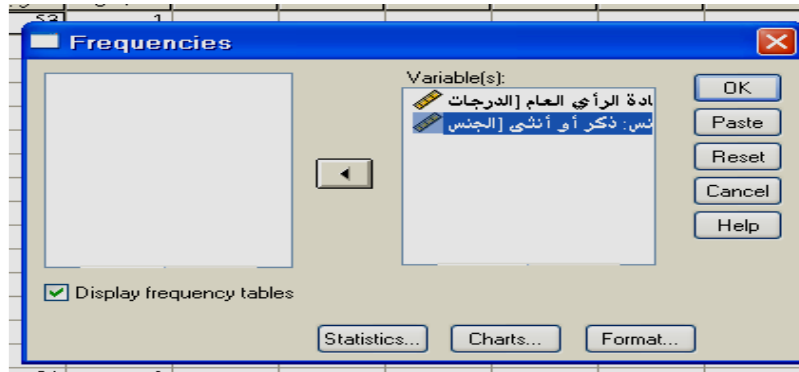 53 1
Frequencies
Variable(s):
ادة الرأي العام [الدرجات
نس: ذكر أو أنثى [الجنس
OK
Paste
Reset
Cancel
Help
Display frequency tables
Statistics...
Charts...
Format...